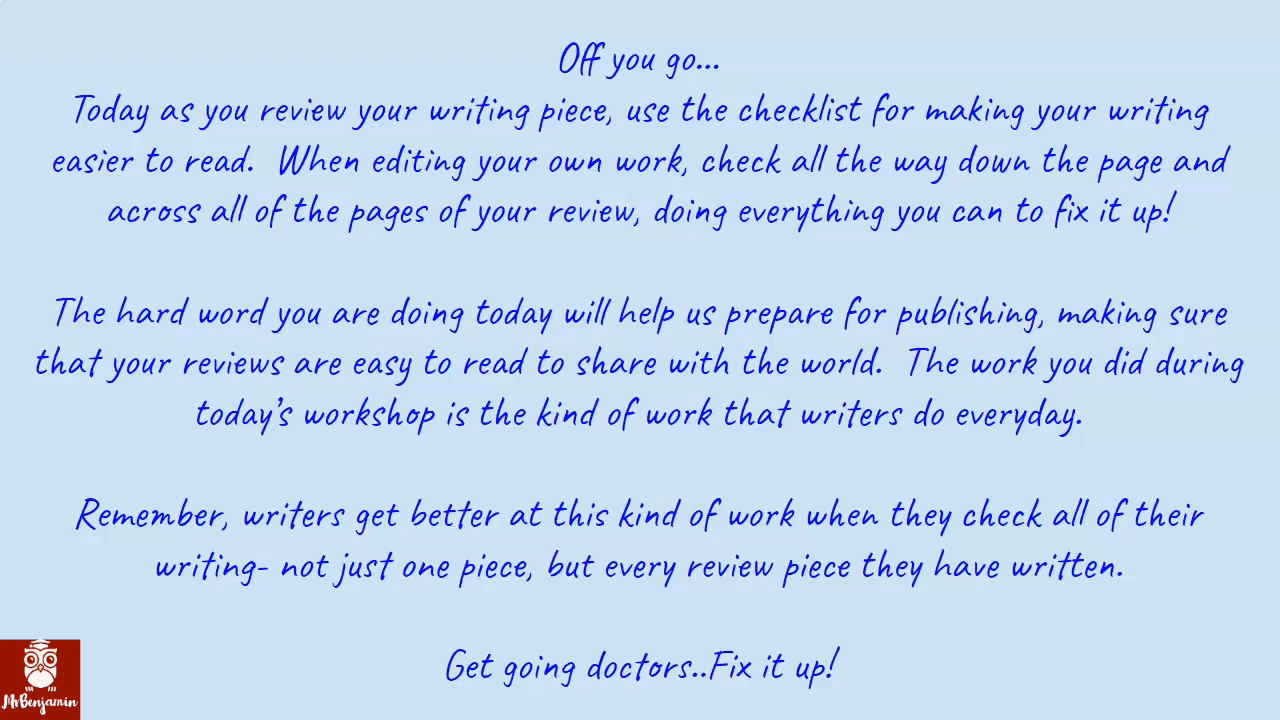 Off you go...
Today as you review your writing piece, use the checklist for making your writing
easier to read.  When editing your own work, check all the way down the page and
across all of the pages of your review, doing everything you can to fix it up!
The hard word you are doing today will help us prepare for publishing, making sure
that your reviews are easy to read to share with the world.  The work you did during
today's workshop is the kind of work that writers do everyday.
Remember, writers get better at this kind of work when they check all of their
writing- not just one piece, but every review piece they have written.
Get going doctors..Fix it up!
MrBenjamin